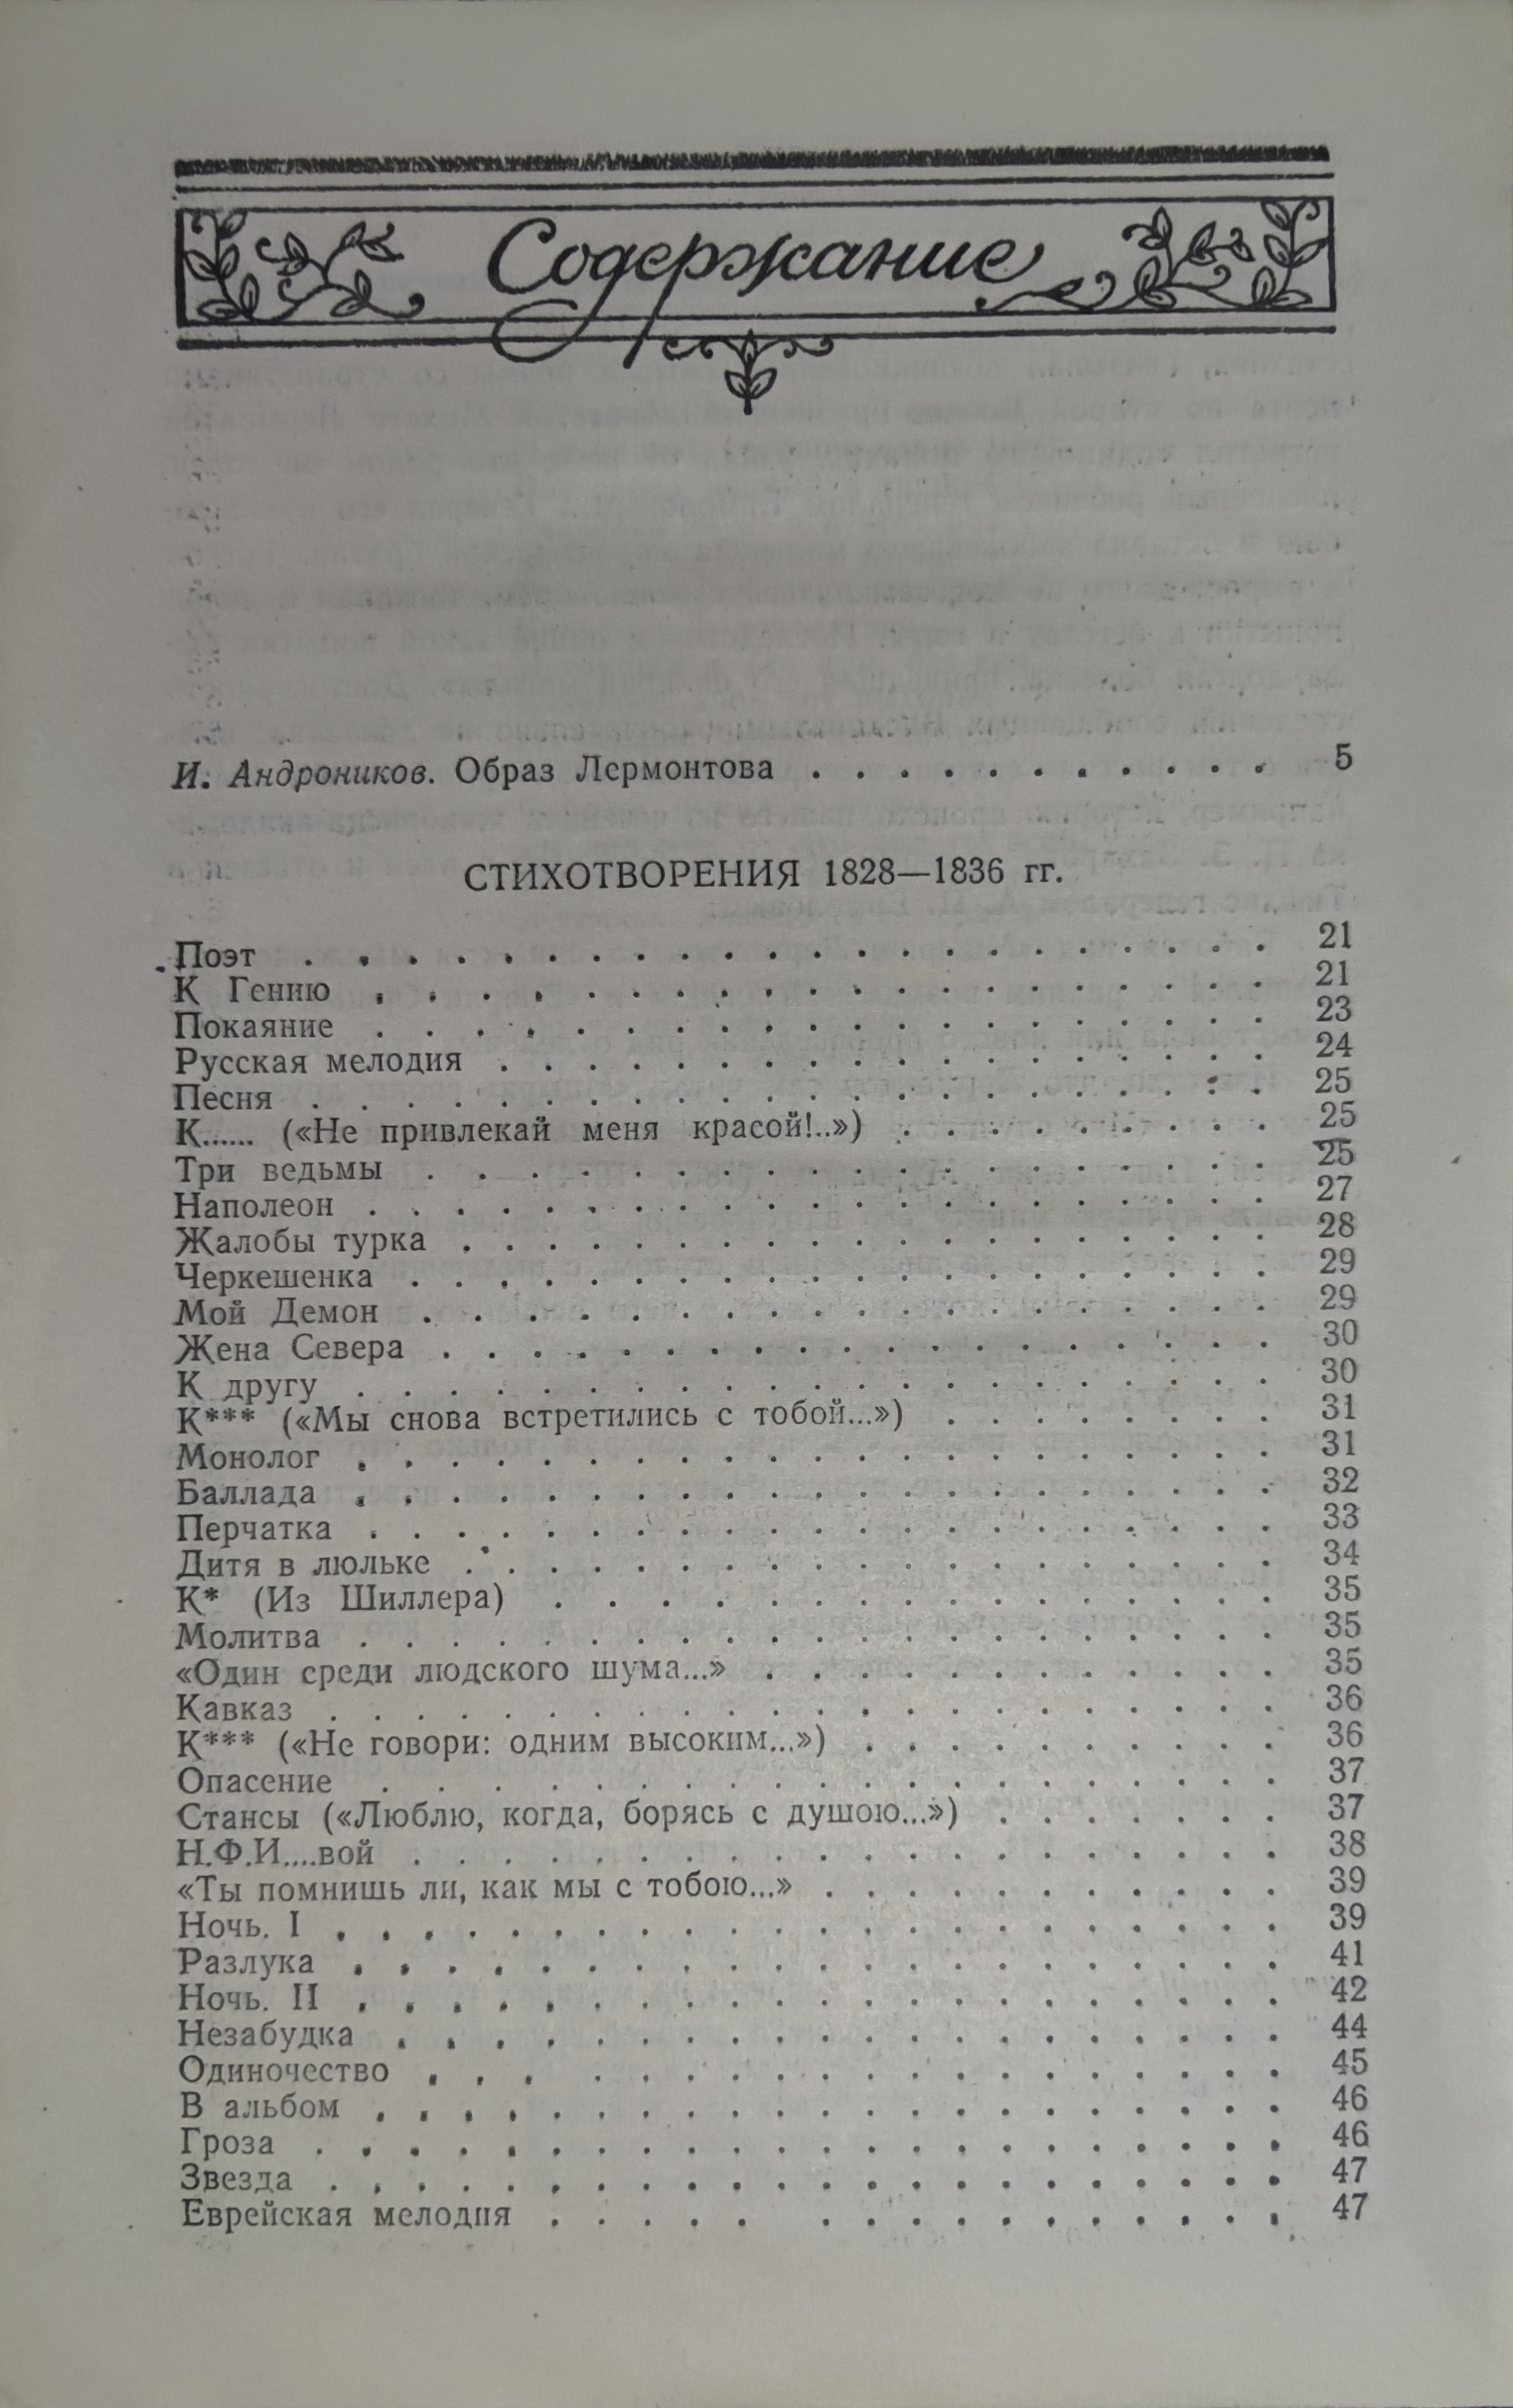 Содержание
И. Андроников. Образ Лермонтова . . . . . . . . . . . 5
СТИХОТВОРЕНИЯ 1828—1836 гг.
Поэт . . . . . . . . . . . . . . . . . . . . . . 21
К Гению . . . . . . . . . . . . . . . . . . . . 21
Покаяние . . . . . . . . . . . . . . . . . . . . 23
Русская мелодия . . . . . . . . . . . . . . . . . 24
Песня . . . . . . . . . . . . . . . . . . . . . 25
К...... («Не привлекай меня красой!..») . . . . . . . . . 25
Три ведьмы . . . . . . . . . . . . . . . . . . . 25
Наполеон . . . . . . . . . . . . . . . . . . . . 27
Жалобы турка . . . . . . . . . . . . . . . . . . 28
Черкешенка . . . . . . . . . . . . . . . . . . . 29
Мой Демон . . . . . . . . . . . . . . . . . . . 29
Жена Севера . . . . . . . . . . . . . . . . . . . 30
К другу . . . . . . . . . . . . . . . . . . . . 30
К*** («Мы снова встретились с тобой...») . . . . . . . . 31
Монолог . . . . . . . . . . . . . . . . . . . . 31
Баллада . . . . . . . . . . . . . . . . . . . . 32
Перчатка . . . . . . . . . . . . . . . . . . . . 33
Дитя в люльке . . . . . . . . . . . . . . . . . . 34
К* (Из Шиллера) . . . . . . . . . . . . . . . . 35
Молитва . . . . . . . . . . . . . . . . . . . . 35
«Один среди людского шума...» . . . . . . . . . . . . 35
Кавказ . . . . . . . . . . . . . . . . . . . . . 36
К*** («Не говори: одним высоким...») . . . . . . . . . . 36
Опасение . . . . . . . . . . . . . . . . . . . . 37
Стансы («Люблю, когда, борясь с душою...») . . . . . . . 37
Н.Ф.И....вой . . . . . . . . . . . . . . . . . . . 38
«Ты помнишь ли, как мы с тобою...» . . . . . . . . . . 39
Ночь. I . . . . . . . . . . . . . . . . . . . . . 39
Разлука . . . . . . . . . . . . . . . . . . . . 41
Ночь. II . . . . . . . . . . . . . . . . . . . . 42
Незабудка . . . . . . . . . . . . . . . . . . . 44
Одиночество . . . . . . . . . . . . . . . . . . . 45
В альбом . . . . . . . . . . . . . . . . . . . . 46
Гроза . . . . . . . . . . . . . . . . . . . . . 46
Звезда . . . . . . . . . . . . . . . . . . . . . 47
Еврейская мелодия . . . . . . . . . . . . . . . . 47